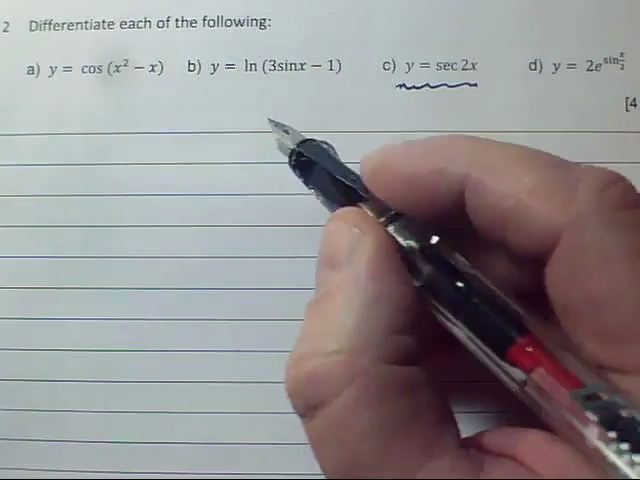 2 Differentiate each of the following:
a) y = cos (x² − x) b) y = ln (3sinx − 1) c) y = sec 2x d) y = 2e^{sin x/2}
[4